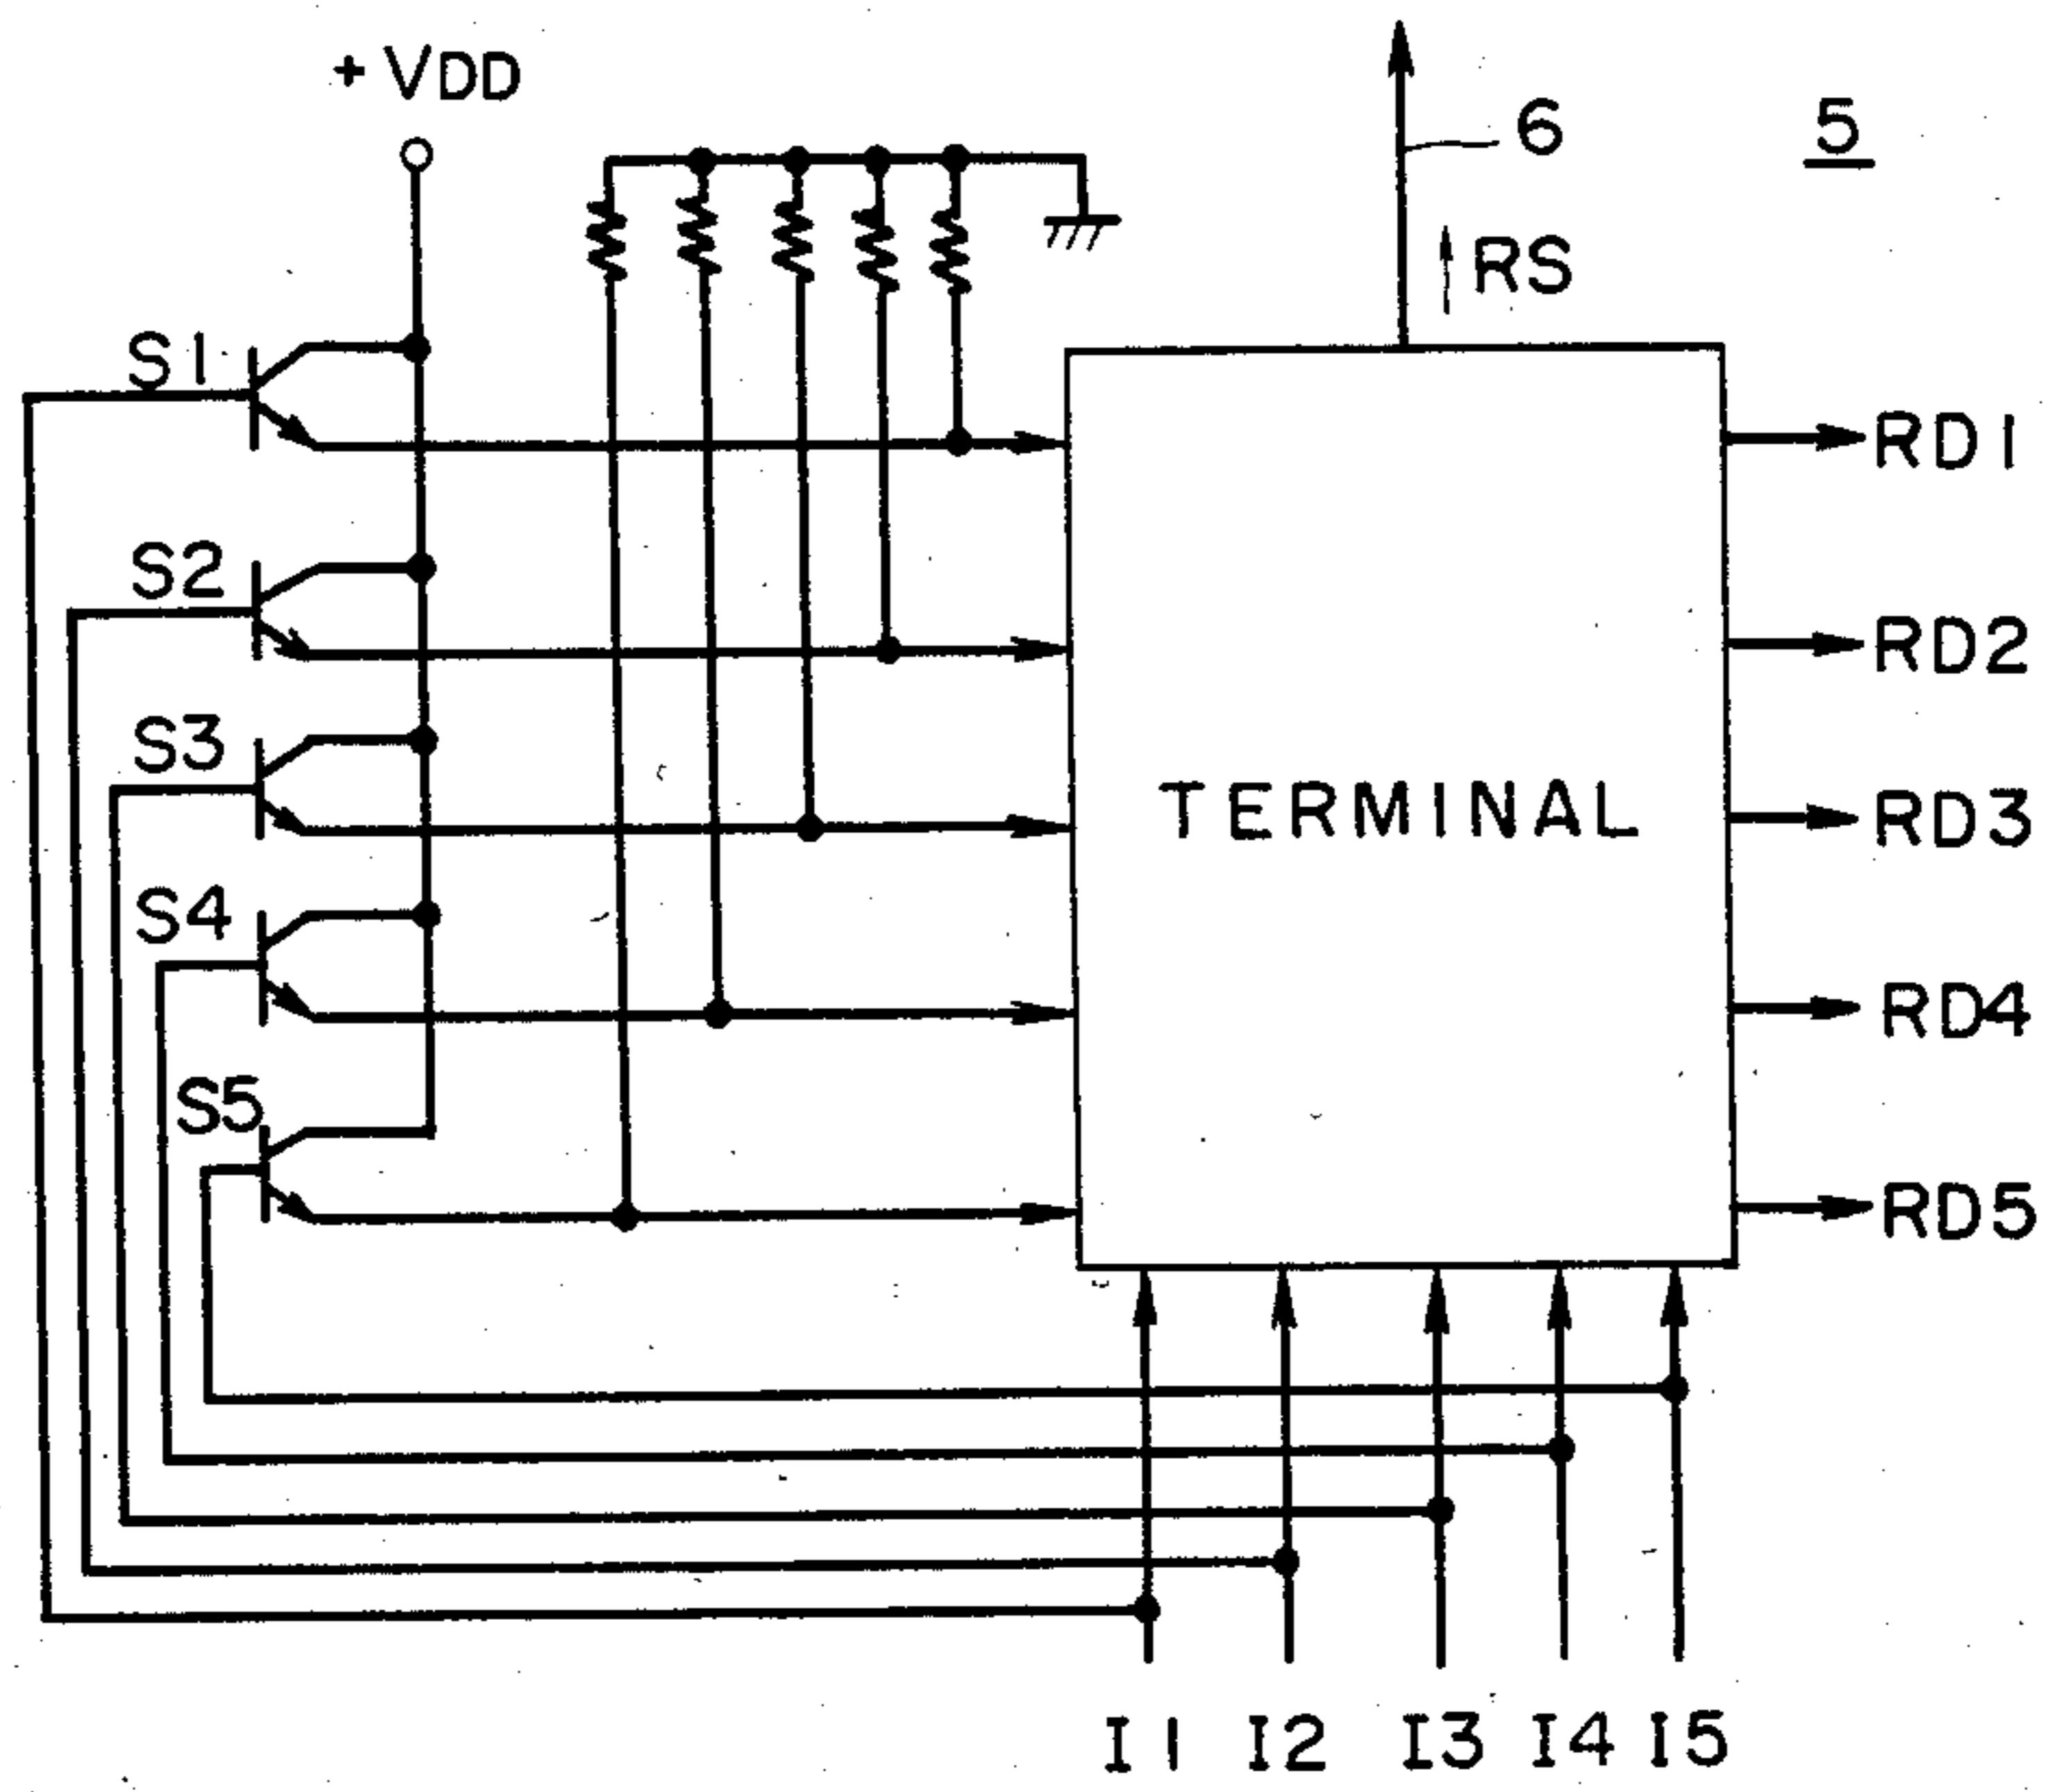 +VDD
6
5
RS
S1
RD1
S2
RD2
S3
TERMINAL
RD3
S4
RD4
S5
RD5
I1 I2 I3 I4 I5